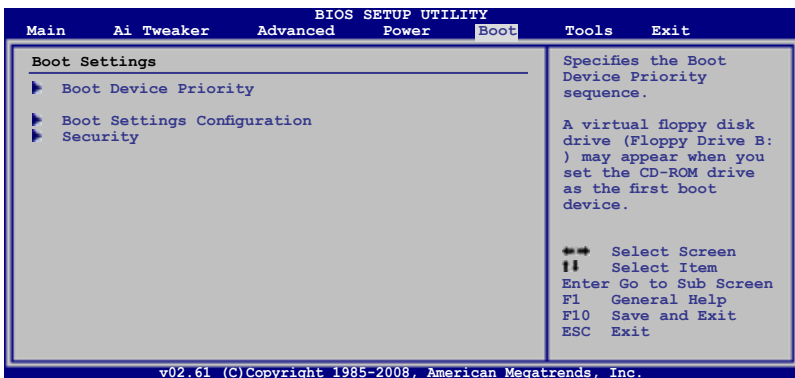 BIOS SETUP UTILITY
Main Ai Tweaker Advanced Power Boot Tools Exit
Boot Settings
Boot Device Priority
Boot Settings Configuration
Security
Specifies the Boot
Device Priority
sequence.
A virtual floppy disk
drive (Floppy Drive B:
) may appear when you
set the CD-ROM drive
as the first boot
device.
Select Screen
Select Item
Enter Go to Sub Screen
F1 General Help
F10 Save and Exit
ESC Exit
v02.61 (C)Copyright 1985-2008, American Megatrends, Inc.